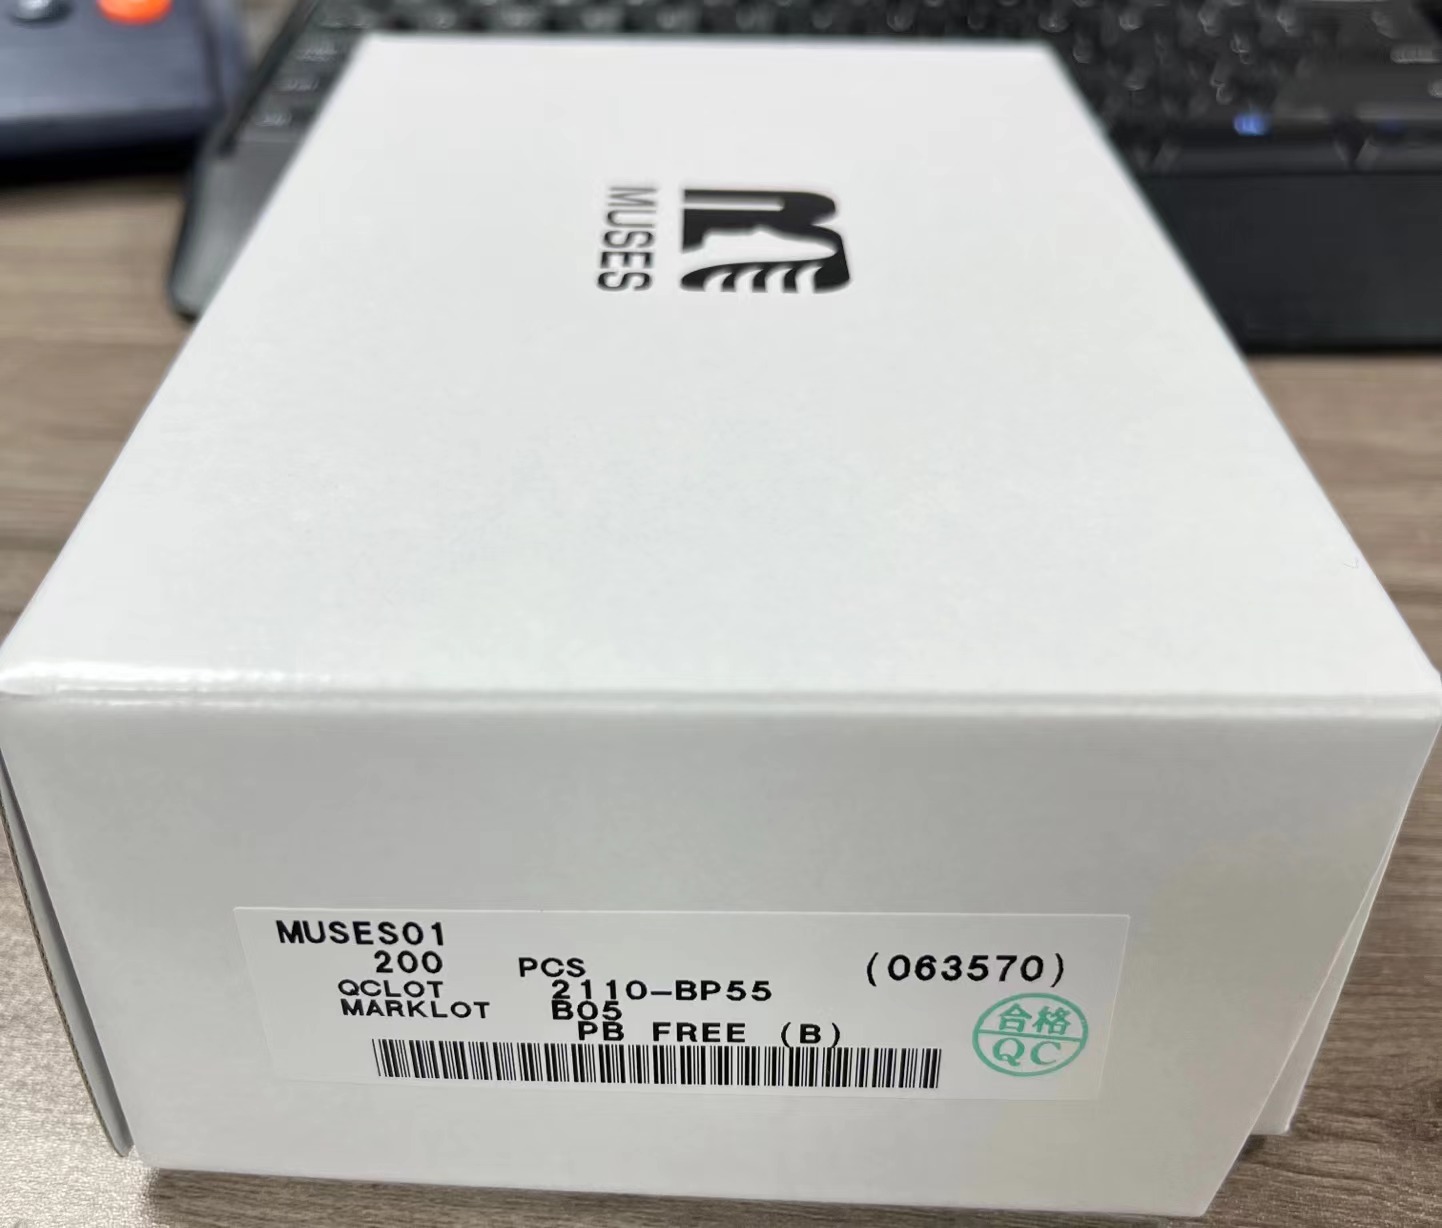 MUSES
MUSES01
200 PCS (063570)
QCLOT 2110-BP55
MARKLOT B05
PB FREE (B)
合格
QC